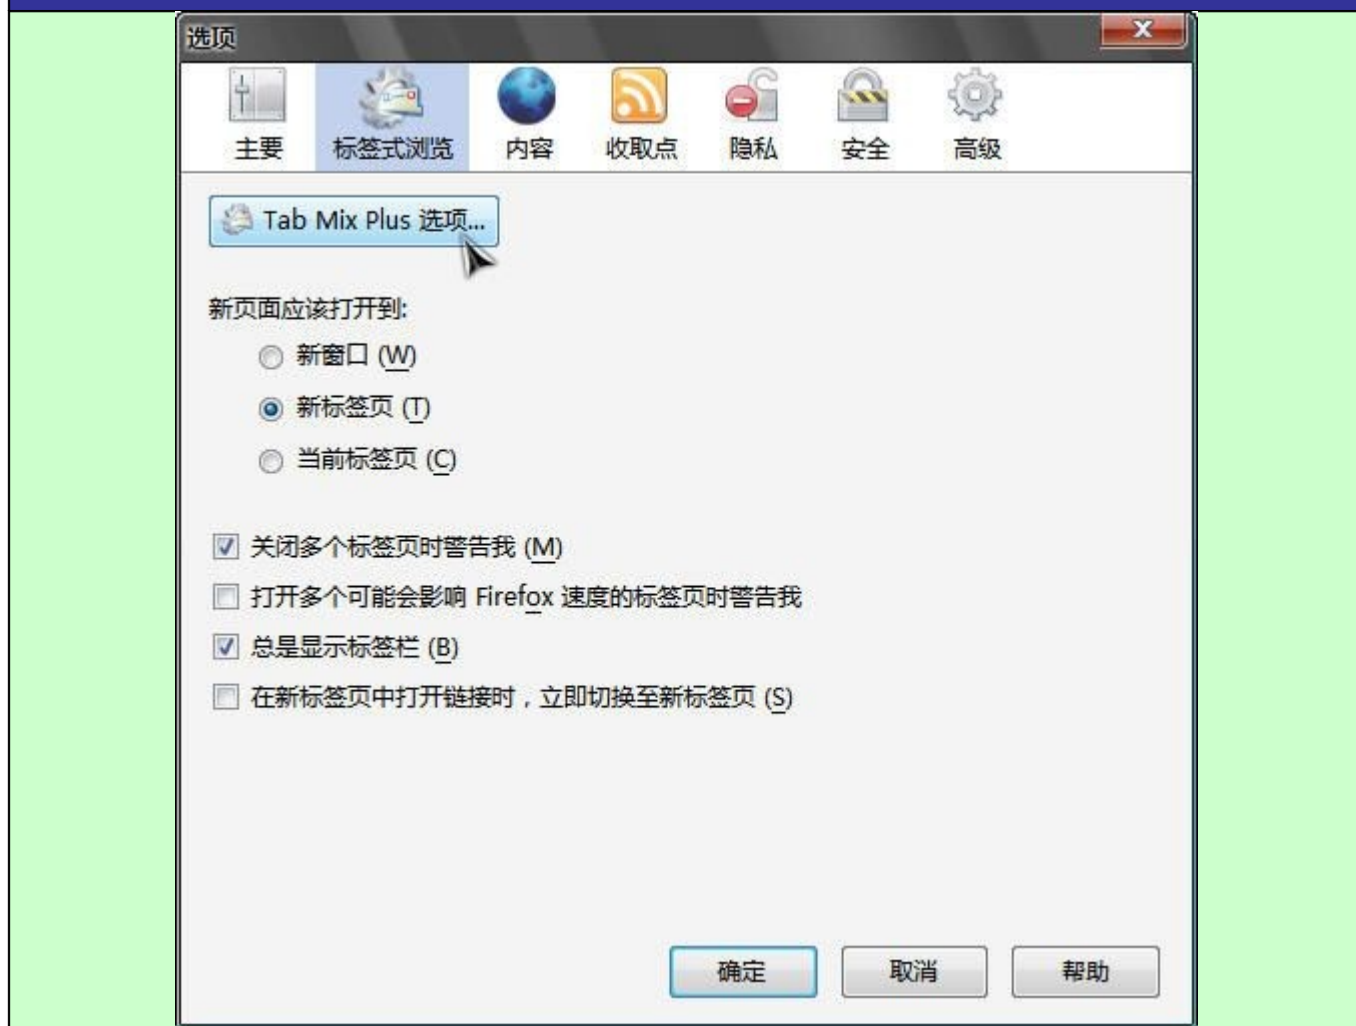 选项
主要 标签式浏览 内容 收取点 隐私 安全 高级
Tab Mix Plus 选项...
新页面应该打开到:
新窗口 (W)
新标签页 (T)
当前标签页 (C)
关闭多个标签页时警告我 (M)
打开多个可能会影响 Firefox 速度的标签页时警告我
总是显示标签栏 (B)
在新标签页中打开链接时，立即切换至新标签页 (S)
确定 取消 帮助